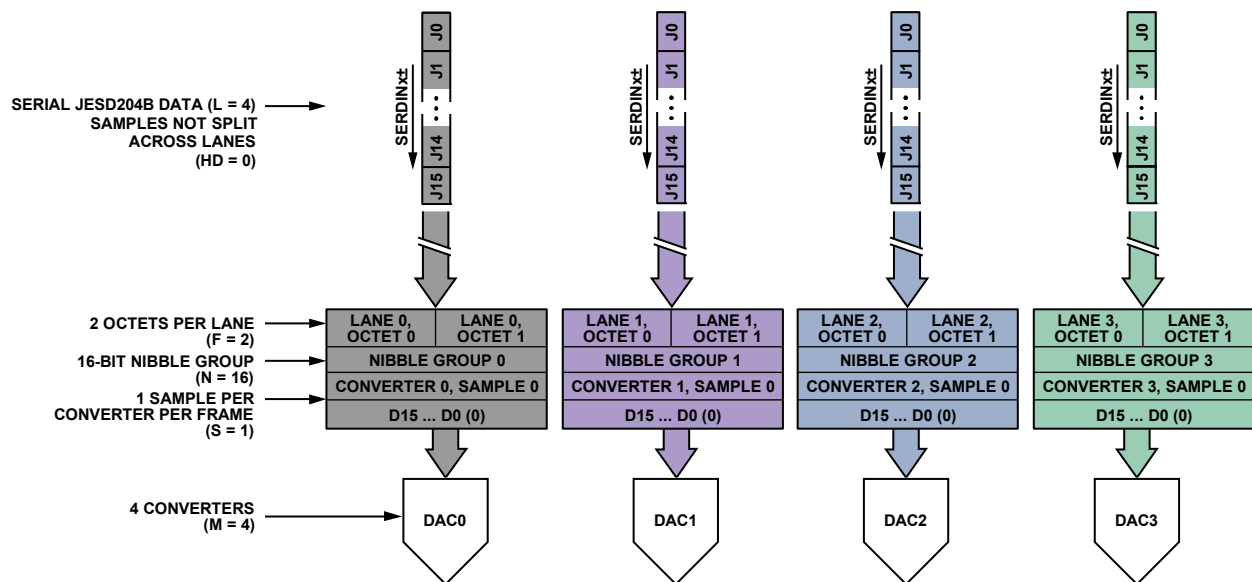 SERIAL JESD204B DATA (L = 4)
SAMPLES NOT SPLIT
ACROSS LANES
(HD = 0)
SERDINx±
J0
J1
...
J14
J15
SERDINx±
J0
J1
...
J14
J15
SERDINx±
J0
J1
...
J14
J15
SERDINx±
J0
J1
...
J14
J15
2 OCTETS PER LANE
(F = 2)
LANE 0,
OCTET 0
LANE 0,
OCTET 1
LANE 1,
OCTET 0
LANE 1,
OCTET 1
LANE 2,
OCTET 0
LANE 2,
OCTET 1
LANE 3,
OCTET 0
LANE 3,
OCTET 1
16-BIT NIBBLE GROUP
(N = 16)
NIBBLE GROUP 0
NIBBLE GROUP 1
NIBBLE GROUP 2
NIBBLE GROUP 3
1 SAMPLE PER
CONVERTER PER FRAME
(S = 1)
CONVERTER 0, SAMPLE 0
CONVERTER 1, SAMPLE 0
CONVERTER 2, SAMPLE 0
CONVERTER 3, SAMPLE 0
D15 ... D0 (0)
D15 ... D0 (0)
D15 ... D0 (0)
D15 ... D0 (0)
4 CONVERTERS
(M = 4)
DAC0
DAC1
DAC2
DAC3